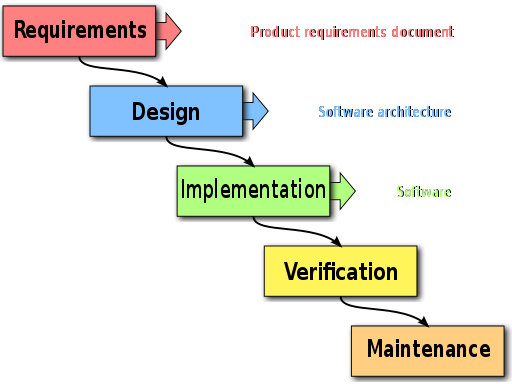 Requirements
Product requirements document
Design
Software architecture
Implementation
Software
Verification
Maintenance